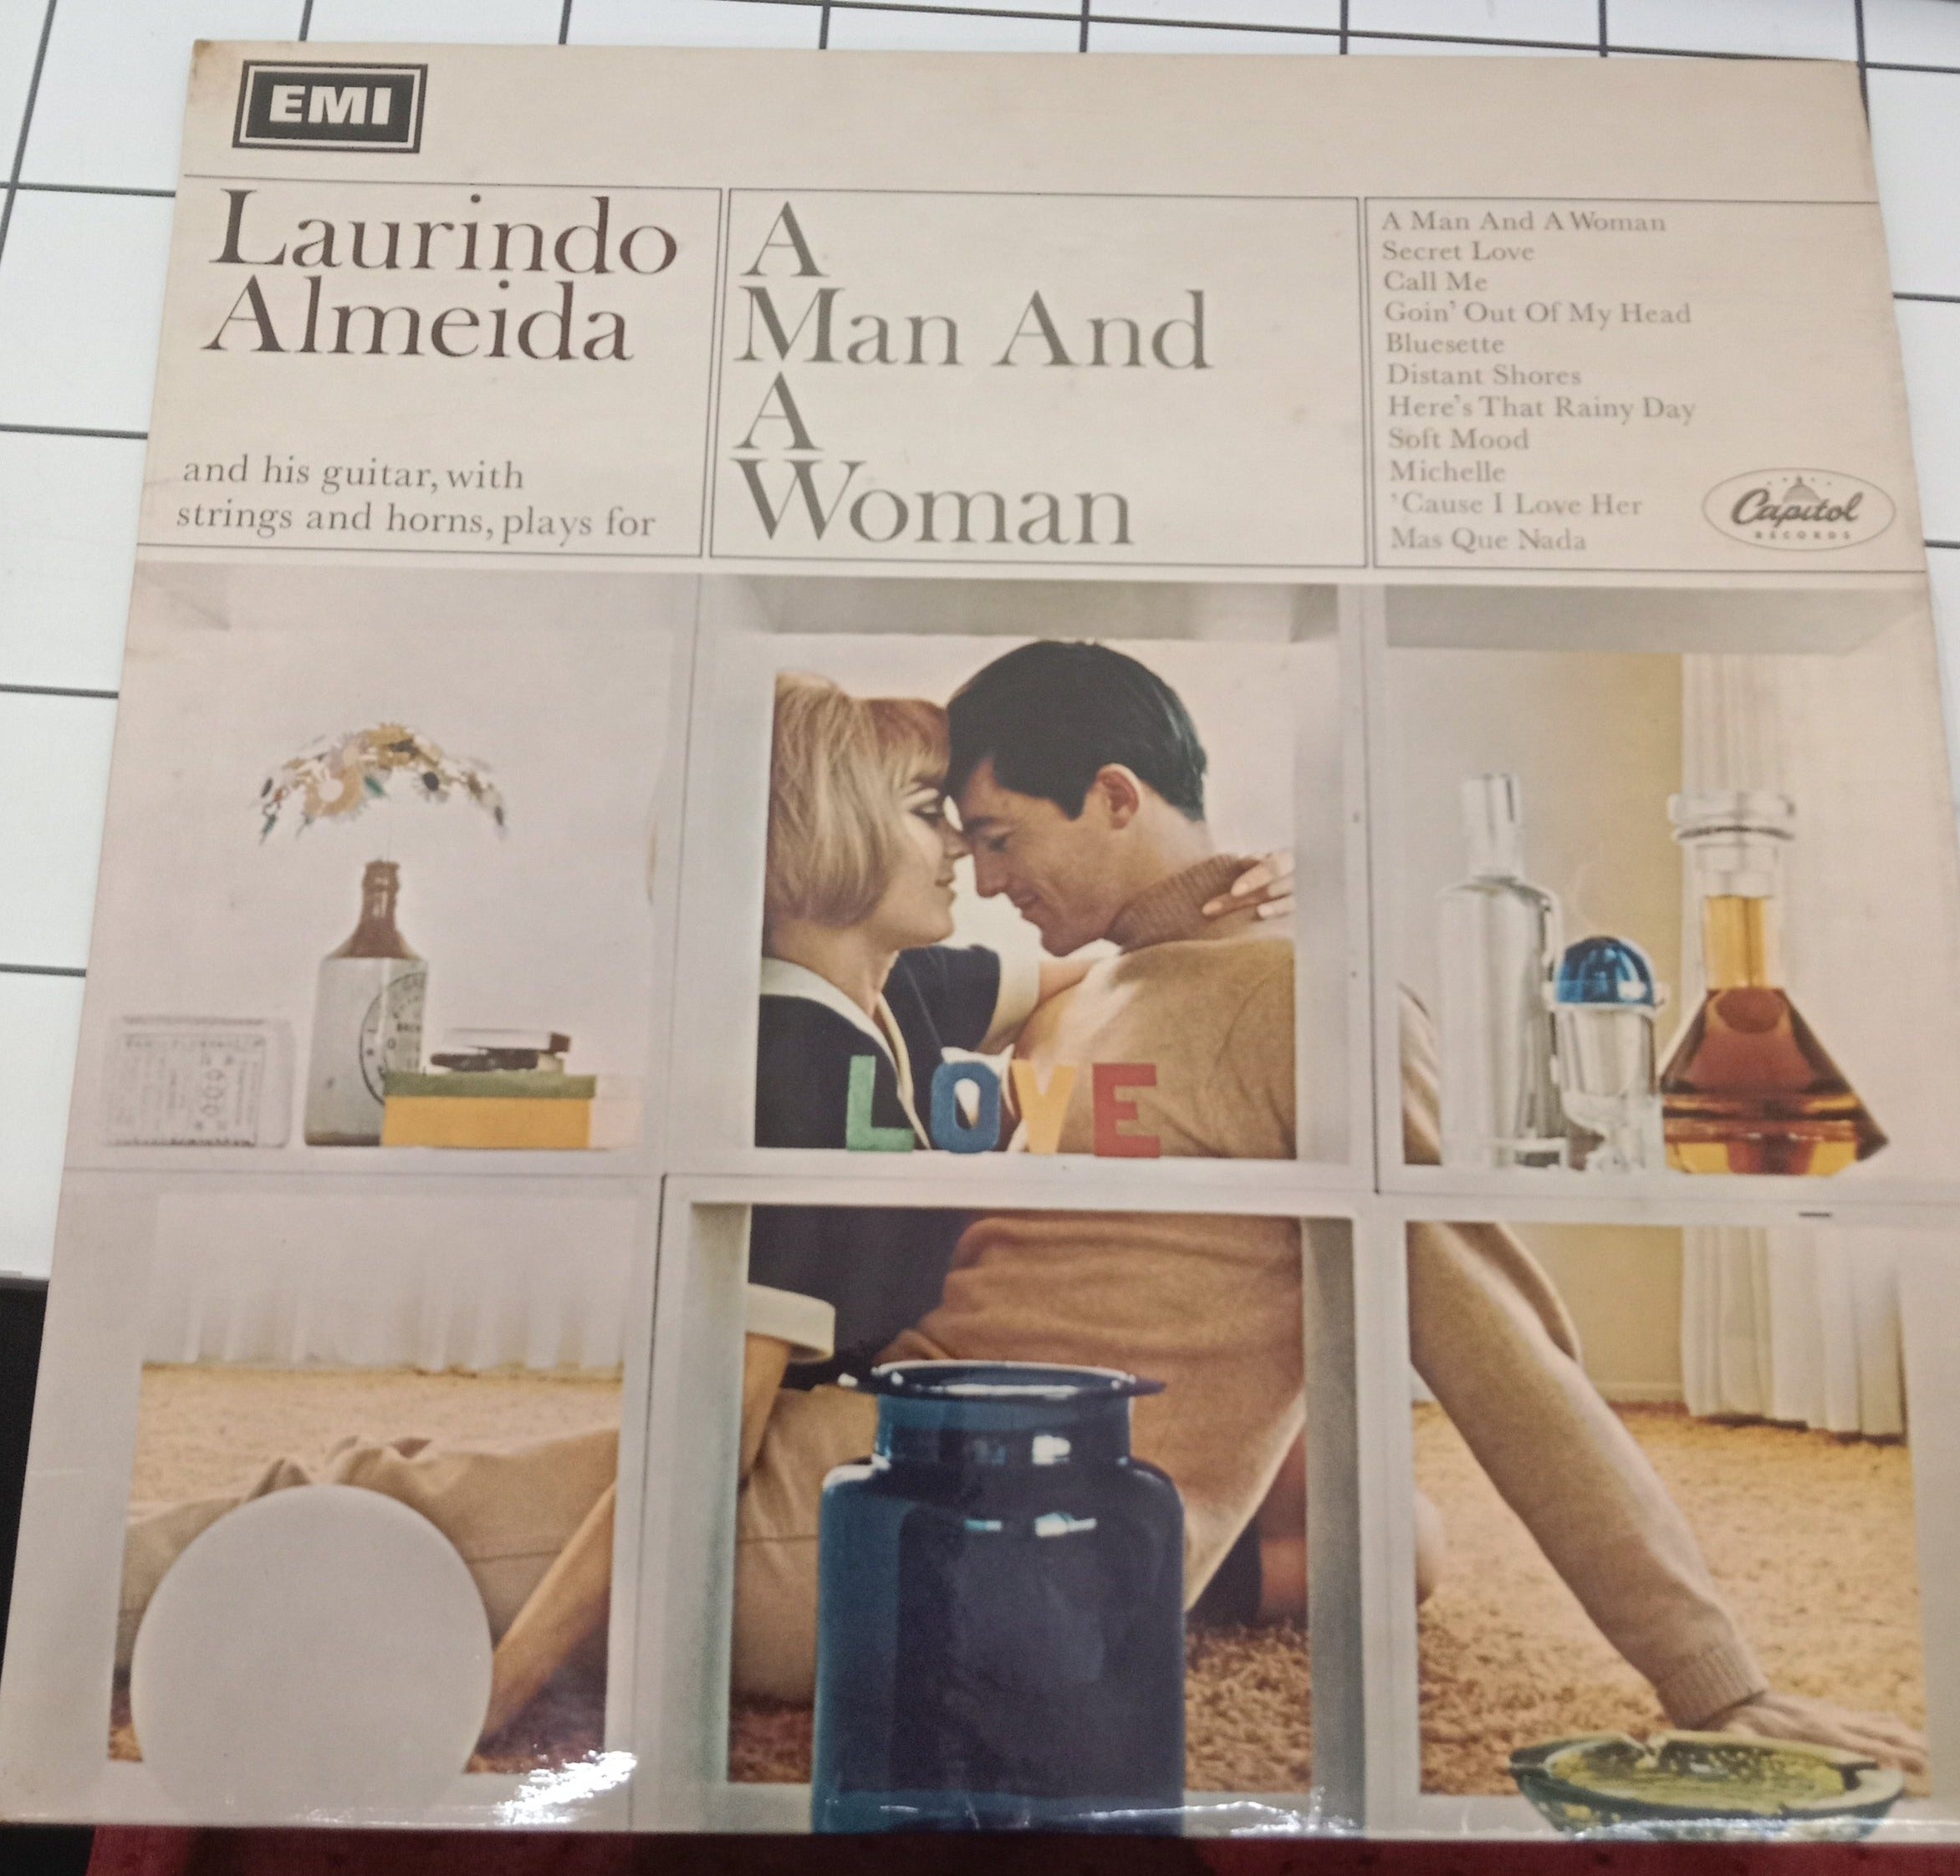 EMI
Laurindo
Almeida
and his guitar, with
strings and horns, plays for
A
Man And
A
Woman
A Man And A Woman
Secret Love
Call Me
Goin' Out Of My Head
Bluesette
Distant Shores
Here's That Rainy Day
Soft Mood
Michelle
'Cause I Love Her
Mas Que Nada
Capitol
RECORDS
LOVE